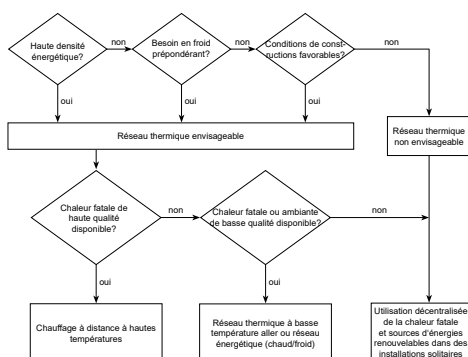 Haute densité
énergétique?
non
Besoin en froid
prépondérant?
non
Conditions de const-
ructions favorables?
non
oui
oui
oui
Réseau thermique envisageable
Réseau thermique
non envisageable
Chaleur fatale de
haute qualité
disponible?
non
Chaleur fatale ou ambiante
de basse qualité disponible?
non
oui
oui
Chauffage à distance à hautes
températures
Réseau thermique à basse
température aller ou réseau
énergétique (chaud/froid)
Utilisation décentralisée
de la chaleur fatale
et sources d'énergies
renouvelables dans des
installations solitaires